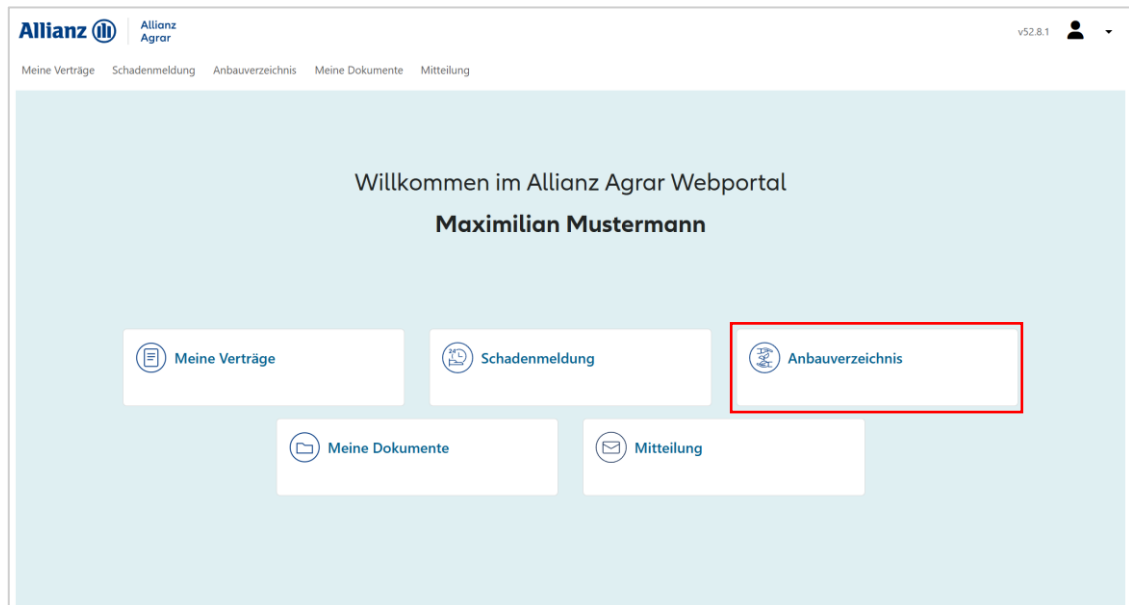 Allianz
Allianz
Agrar
v52.8.1
Meine Verträge Schadenmeldung Anbauverzeichnis Meine Dokumente Mitteilung
Willkommen im Allianz Agrar Webportal
Maximilian Mustermann
Meine Verträge
24
Schadenmeldung
Anbauverzeichnis
Meine Dokumente
Mitteilung